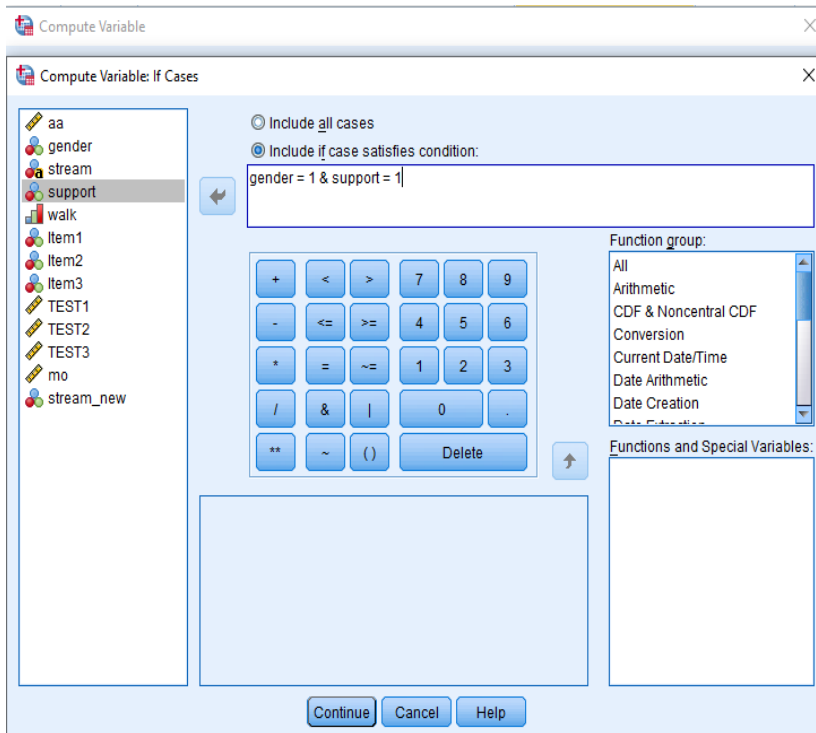 Compute Variable
Compute Variable: If Cases
aa
gender
stream
support
walk
Item1
Item2
Item3
TEST1
TEST2
TEST3
mo
stream_new
Include all cases
Include if case satisfies condition:
gender = 1 & support = 1
+ < > 7 8 9
- <= >= 4 5 6
* = ~= 1 2 3
/ & | 0 .
** ~ () Delete
Function group:
All
Arithmetic
CDF & Noncentral CDF
Conversion
Current Date/Time
Date Arithmetic
Date Creation
Date Extraction
Functions and Special Variables:
Continue Cancel Help